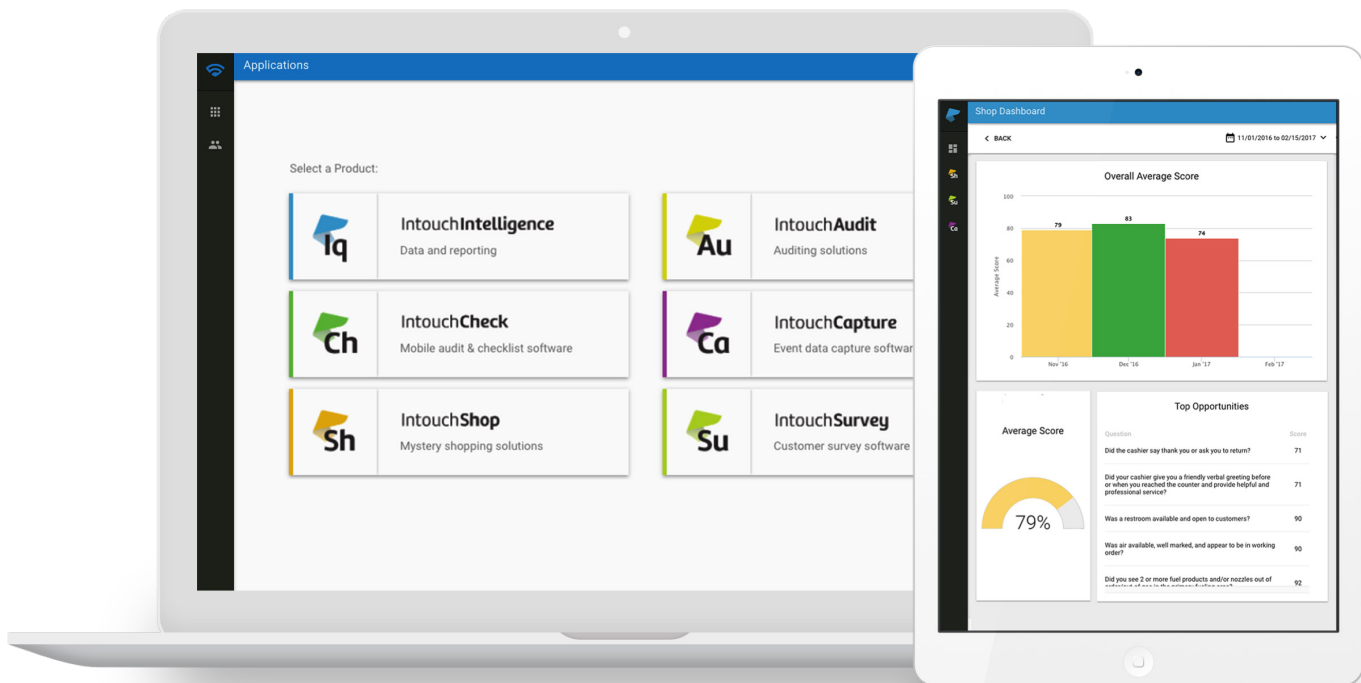 Applications
Select a Product:
Iq
IntouchIntelligence
Data and reporting
Au
IntouchAudit
Auditing solutions
Ch
IntouchCheck
Mobile audit & checklist software
Ca
IntouchCapture
Event data capture softwar
Sh
IntouchShop
Mystery shopping solutions
Su
IntouchSurvey
Customer survey software
Shop Dashboard
BACK
11/01/2016 to 02/15/2017
Sh
Su
Ca
Overall Average Score
Average Score
100
80
60
40
20
0
79
83
74
Nov '16
Dec '16
Jan '17
Feb '17
Average Score
79%
Top Opportunities
Question Score
Did the cashier say thank you or ask you to return? 71
Did your cashier give you a friendly verbal greeting before
or when you reached the counter and provide helpful and 71
professional service?
Was a restroom available and open to customers? 90
Was air available, well marked, and appear to be in working
order? 90
Did you see 2 or more fuel products and/or nozzles out of 92